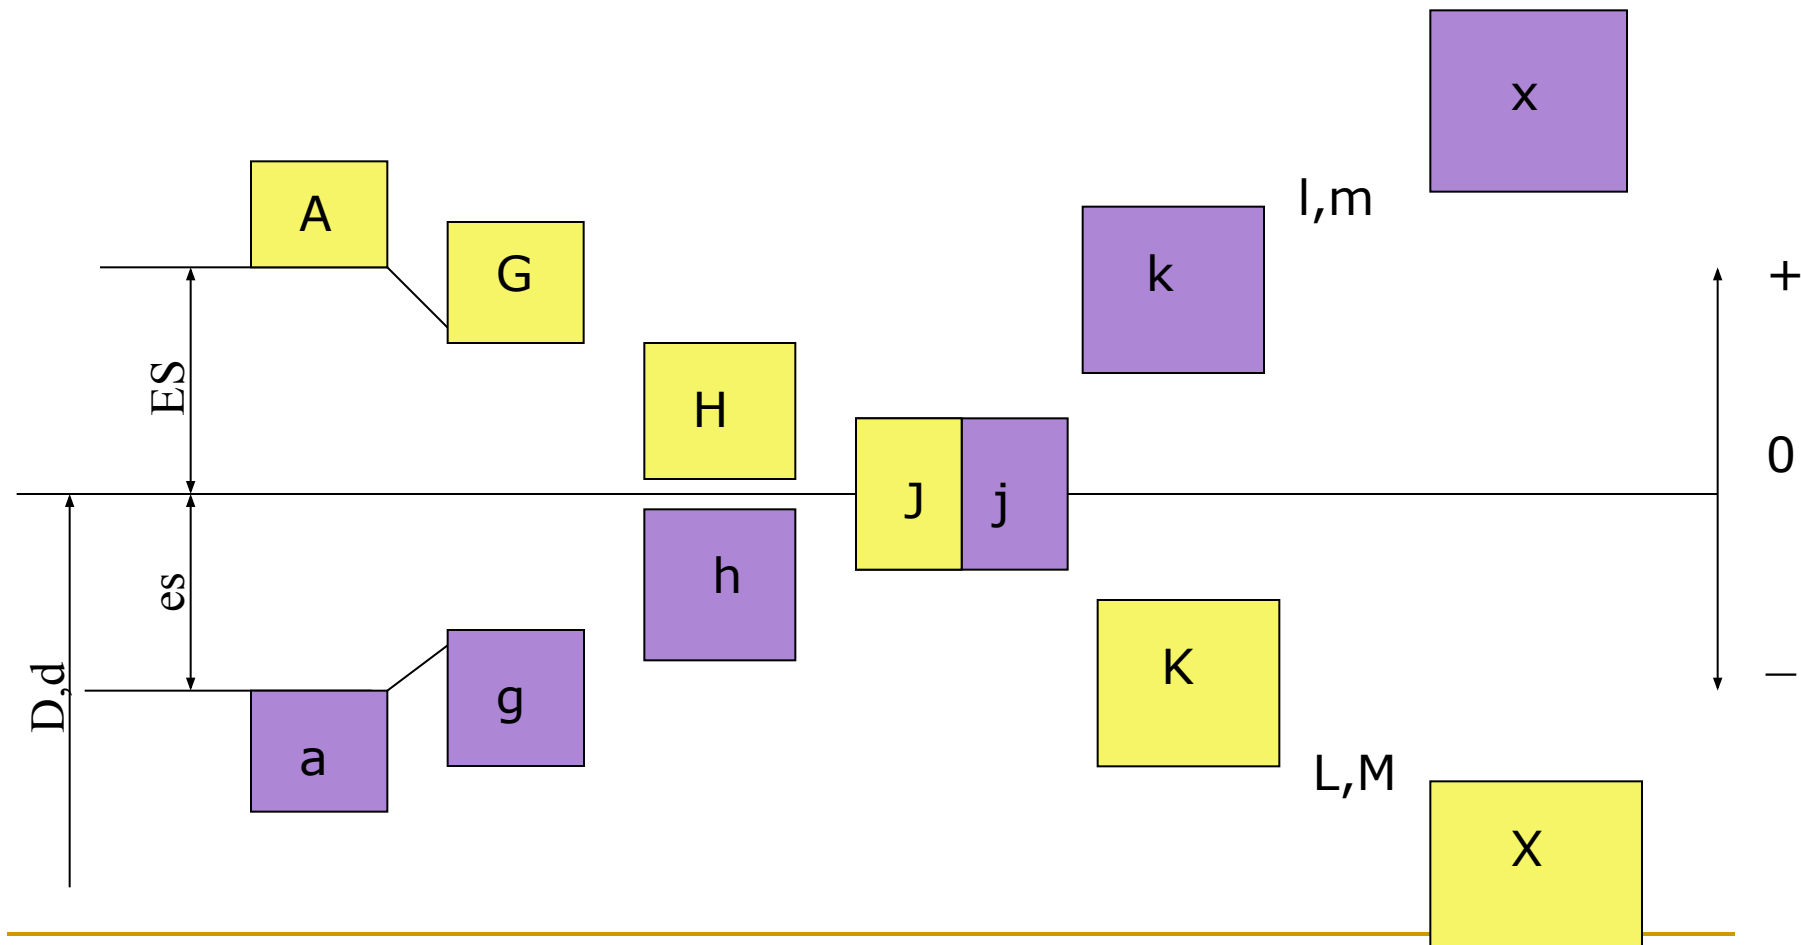 x
l,m
A
k
+
G
ES
H
0
J
j
h
es
K
–
g
D,d
a
L,M
X